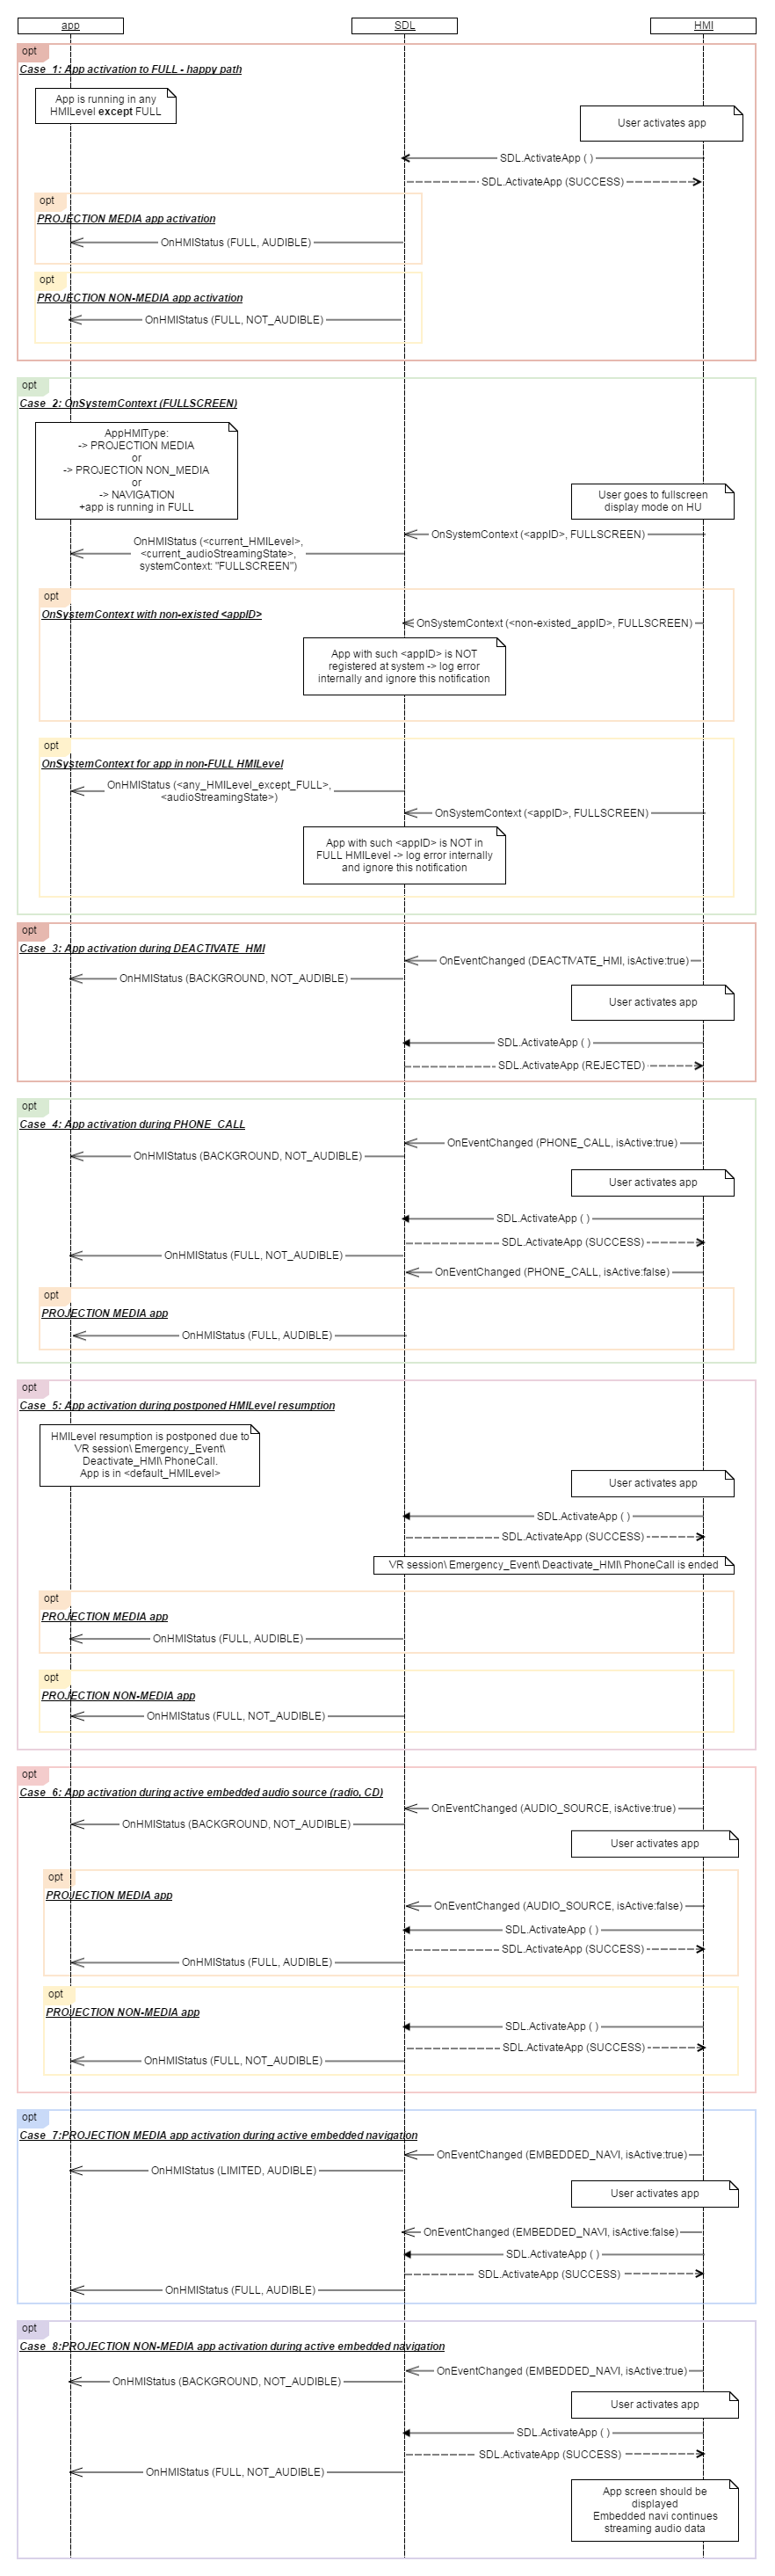 app
SDL
HMI
opt
Case 1: App activation to FULL - happy path
App is running in any
HMILevel except FULL
User activates app
SDL.ActivateApp ( )
SDL.ActivateApp (SUCCESS)
opt
PROJECTION MEDIA app activation
OnHMIStatus (FULL, AUDIBLE)
opt
PROJECTION NON-MEDIA app activation
OnHMIStatus (FULL, NOT_AUDIBLE)
opt
Case 2: OnSystemContext (FULLSCREEN)
AppHMIType:
-> PROJECTION MEDIA
or
-> PROJECTION NON_MEDIA
or
-> NAVIGATION
+app is running in FULL
User goes to fullscreen
display mode on HU
OnSystemContext (<appID>, FULLSCREEN)
OnHMIStatus (<current_HMILevel>,
<current_audioStreamingState>,
systemContext: "FULLSCREEN")
opt
OnSystemContext with non-existed <appID>
OnSystemContext (<non-existed_appID>, FULLSCREEN)
App with such <appID> is NOT
registered at system -> log error
internally and ignore this notification
opt
OnSystemContext for app in non-FULL HMILevel
OnHMIStatus (<any_HMILevel_except_FULL>,
<audioStreamingState>)
OnSystemContext (<appID>, FULLSCREEN)
App with such <appID> is NOT in
FULL HMILevel -> log error internally
and ignore this notification
opt
Case 3: App activation during DEACTIVATE_HMI
OnEventChanged (DEACTIVATE_HMI, isActive:true)
OnHMIStatus (BACKGROUND, NOT_AUDIBLE)
User activates app
SDL.ActivateApp ( )
SDL.ActivateApp (REJECTED)
opt
Case 4: App activation during PHONE_CALL
OnEventChanged (PHONE_CALL, isActive:true)
OnHMIStatus (BACKGROUND, NOT_AUDIBLE)
User activates app
SDL.ActivateApp ( )
SDL.ActivateApp (SUCCESS)
OnHMIStatus (FULL, NOT_AUDIBLE)
OnEventChanged (PHONE_CALL, isActive:false)
opt
PROJECTION MEDIA app
OnHMIStatus (FULL, AUDIBLE)
opt
Case 5: App activation during postponed HMILevel resumption
HMILevel resumption is postponed due to
VR session\ Emergency_Event\
Deactivate_HMI\ PhoneCall.
App is in <default_HMILevel>
User activates app
SDL.ActivateApp ( )
SDL.ActivateApp (SUCCESS)
VR session\ Emergency_Event\ Deactivate_HMI\ PhoneCall is ended
opt
PROJECTION MEDIA app
OnHMIStatus (FULL, AUDIBLE)
opt
PROJECTION NON-MEDIA app
OnHMIStatus (FULL, NOT_AUDIBLE)
opt
Case 6: App activation during active embedded audio source (radio, CD)
OnEventChanged (AUDIO_SOURCE, isActive:true)
OnHMIStatus (BACKGROUND, NOT_AUDIBLE)
User activates app
opt
PROJECTION MEDIA app
OnEventChanged (AUDIO_SOURCE, isActive:false)
SDL.ActivateApp ( )
SDL.ActivateApp (SUCCESS)
OnHMIStatus (FULL, AUDIBLE)
opt
PROJECTION NON-MEDIA app
SDL.ActivateApp ( )
SDL.ActivateApp (SUCCESS)
OnHMIStatus (FULL, NOT_AUDIBLE)
opt
Case 7:PROJECTION MEDIA app activation during active embedded navigation
OnEventChanged (EMBEDDED_NAVI, isActive:true)
OnHMIStatus (LIMITED, AUDIBLE)
User activates app
OnEventChanged (EMBEDDED_NAVI, isActive:false)
SDL.ActivateApp ( )
SDL.ActivateApp (SUCCESS)
OnHMIStatus (FULL, AUDIBLE)
opt
Case 8:PROJECTION NON-MEDIA app activation during active embedded navigation
OnEventChanged (EMBEDDED_NAVI, isActive:true)
OnHMIStatus (BACKGROUND, NOT_AUDIBLE)
User activates app
SDL.ActivateApp ( )
SDL.ActivateApp (SUCCESS)
OnHMIStatus (FULL, NOT_AUDIBLE)
App screen should be
displayed
Embedded navi continues
streaming audio data